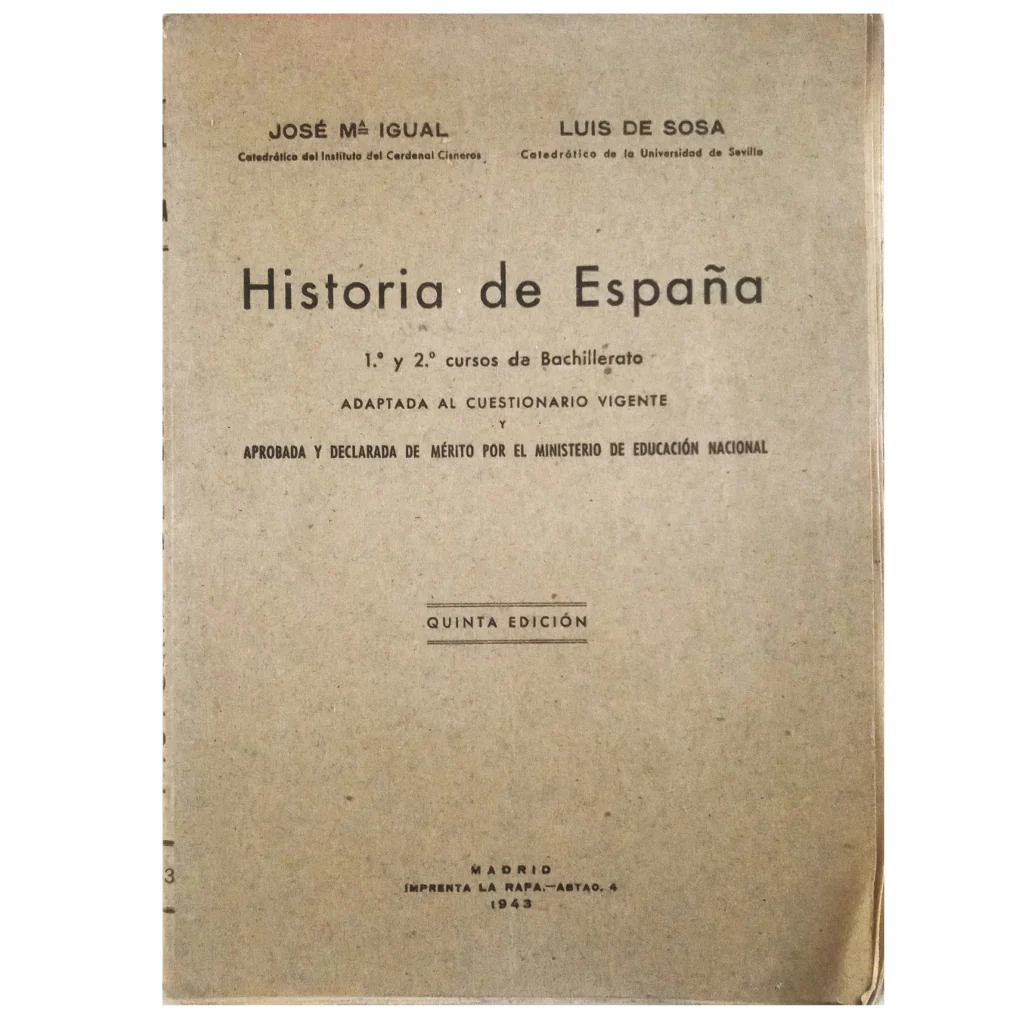 JOSÉ Mª IGUAL
Catedrático del Instituto del Cardenal Cisneros
LUIS DE SOSA
Catedrático de la Universidad de Sevilla
Historia de España
1.º y 2.º cursos de Bachillerato
ADAPTADA AL CUESTIONARIO VIGENTE
Y
APROBADA Y DECLARADA DE MÉRITO POR EL MINISTERIO DE EDUCACIÓN NACIONAL
QUINTA EDICIÓN
MADRID
IMPRENTA LA RAFA.—ABTAO, 4
1943
3